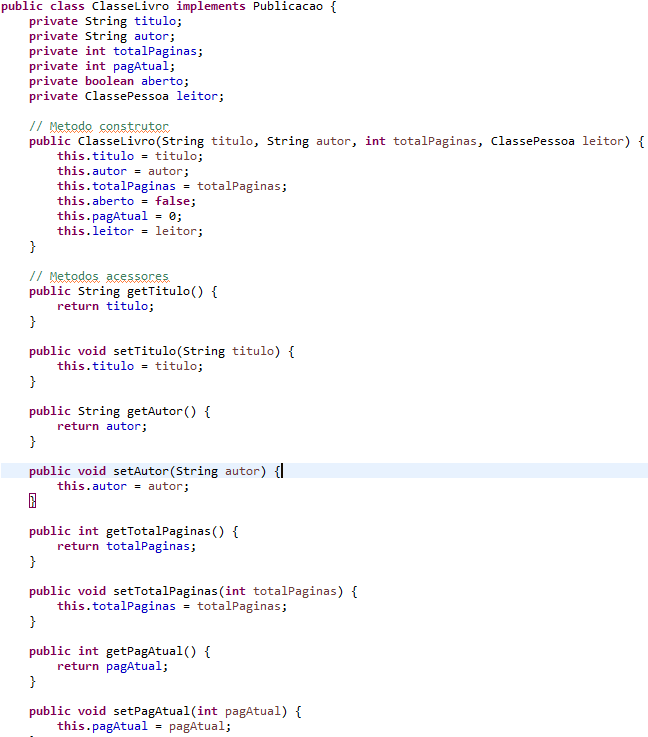 public class ClasseLivro implements Publicacao {
    private String titulo;
    private String autor;
    private int totalPaginas;
    private int pagAtual;
    private boolean aberto;
    private ClassePessoa leitor;

    // Metodo construtor
    public ClasseLivro(String titulo, String autor, int totalPaginas, ClassePessoa leitor) {
        this.titulo = titulo;
        this.autor = autor;
        this.totalPaginas = totalPaginas;
        this.aberto = false;
        this.pagAtual = 0;
        this.leitor = leitor;
    }

    // Metodos acessores
    public String getTitulo() {
        return titulo;
    }

    public void setTitulo(String titulo) {
        this.titulo = titulo;
    }

    public String getAutor() {
        return autor;
    }

    public void setAutor(String autor) {
        this.autor = autor;
    }

    public int getTotalPaginas() {
        return totalPaginas;
    }

    public void setTotalPaginas(int totalPaginas) {
        this.totalPaginas = totalPaginas;
    }

    public int getPagAtual() {
        return pagAtual;
    }

    public void setPagAtual(int pagAtual) {
        this.pagAtual = pagAtual;